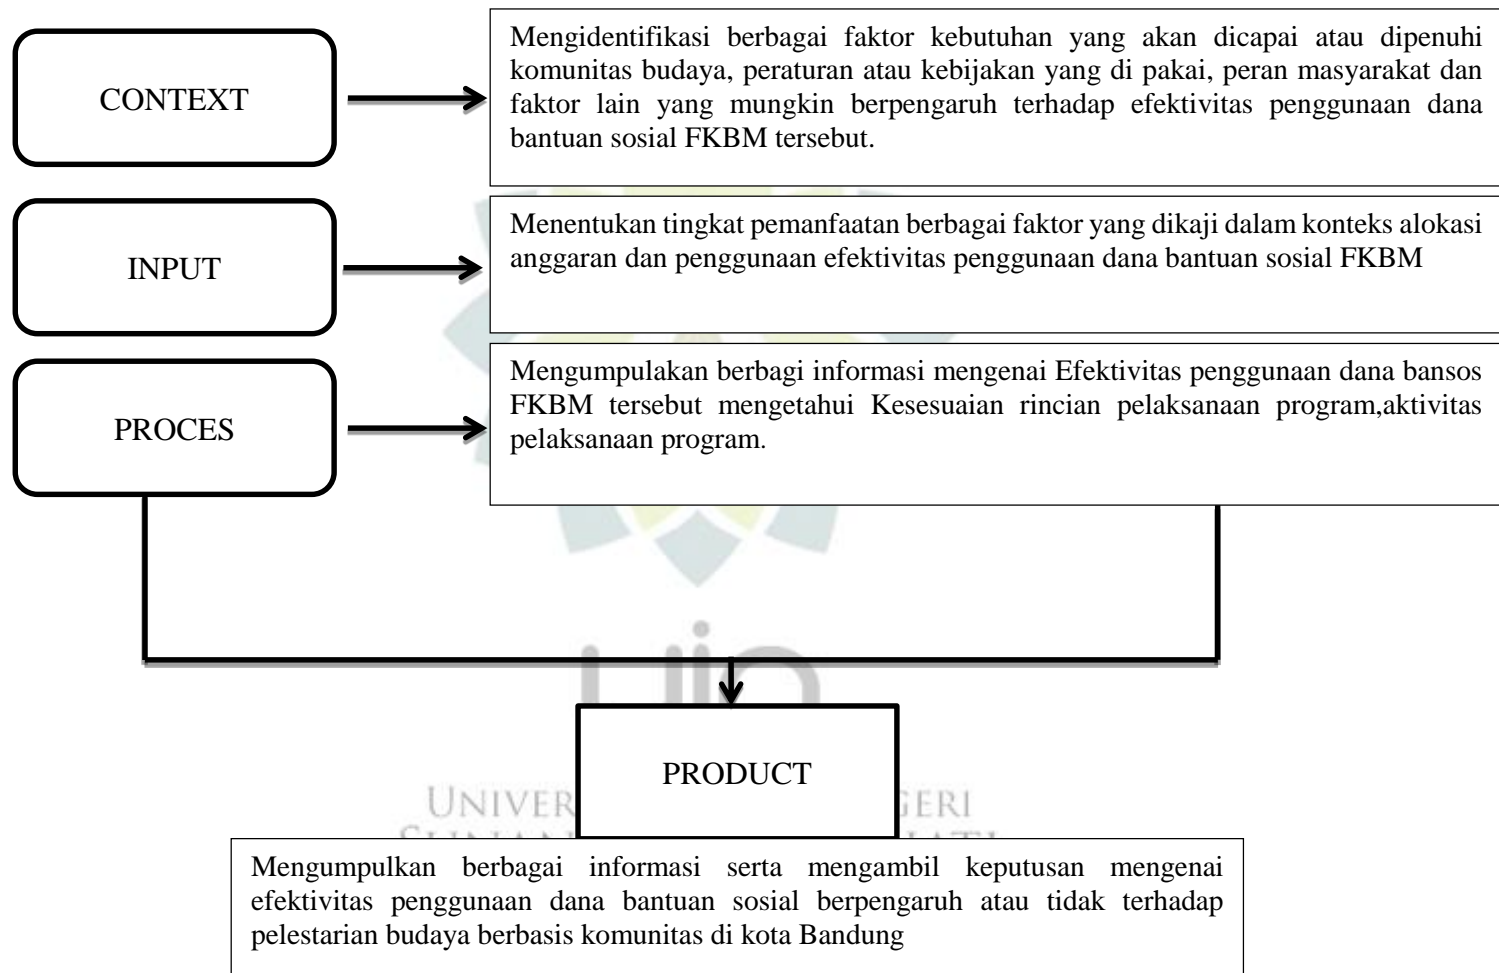 CONTEXT
Mengidentifikasi berbagai faktor kebutuhan yang akan dicapai atau dipenuhi
komunitas budaya, peraturan atau kebijakan yang di pakai, peran masyarakat dan
faktor lain yang mungkin berpengaruh terhadap efektivitas penggunaan dana
bantuan sosial FKBM tersebut.
INPUT
Menentukan tingkat pemanfaatan berbagai faktor yang dikaji dalam konteks alokasi
anggaran dan penggunaan efektivitas penggunaan dana bantuan sosial FKBM
PROCES
Mengumpulakan berbagi informasi mengenai Efektivitas penggunaan dana bansos
FKBM tersebut mengetahui Kesesuaian rincian pelaksanaan program,aktivitas
pelaksanaan program.
uin
PRODUCT
UNIVER GERI
Mengumpulkan berbagai informasi serta mengambil keputusan mengenai
efektivitas penggunaan dana bantuan sosial berpengaruh atau tidak terhadap
pelestarian budaya berbasis komunitas di kota Bandung